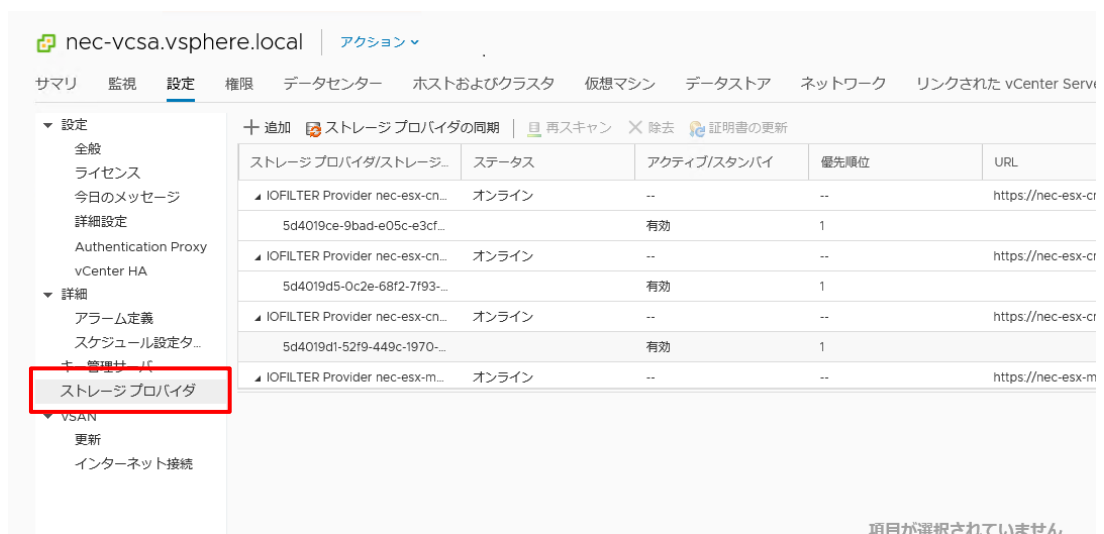 nec-vcsa.vsphere.local アクション
サマリ 監視 設定 権限 データセンター ホストおよびクラスタ 仮想マシン データストア ネットワーク リンクされた vCenter Serve
設定
全般
ライセンス
今日のメッセージ
詳細設定
Authentication Proxy
vCenter HA
詳細
アラーム定義
スケジュール設定タ...
キー管理サーバ
ストレージ プロバイダ
vSAN
更新
インターネット接続
追加 ストレージ プロバイダの同期 再スキャン 除去 証明書の更新
ストレージ プロバイダ/ストレージ... ステータス アクティブ/スタンバイ 優先順位 URL
IOFILTER Provider nec-esx-cn... オンライン -- -- https://nec-esx-cn
5d4019ce-9bad-e05c-e3cf... 有効 1
IOFILTER Provider nec-esx-cn... オンライン -- -- https://nec-esx-cn
5d4019d5-0c2e-68f2-7f93-... 有効 1
IOFILTER Provider nec-esx-cn... オンライン -- -- https://nec-esx-cn
5d4019d1-52f9-449c-1970-... 有効 1
IOFILTER Provider nec-esx-m... オンライン -- -- https://nec-esx-m
項目が選択されていません